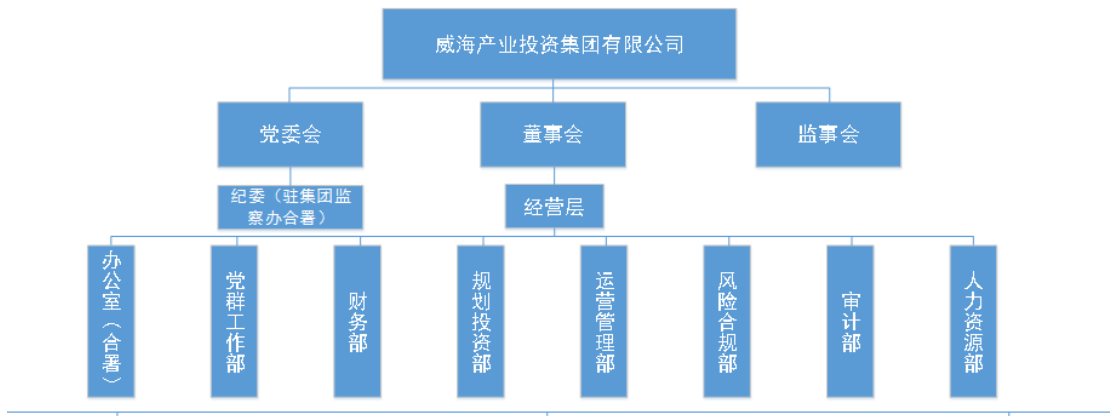 威海产业投资集团有限公司
党委会
董事会
监事会
纪委（驻集团监
察办合署）
经营层
办公室（合署）
党群工作部
财务部
规划投资部
运营管理部
风险合规部
审计部
人力资源部